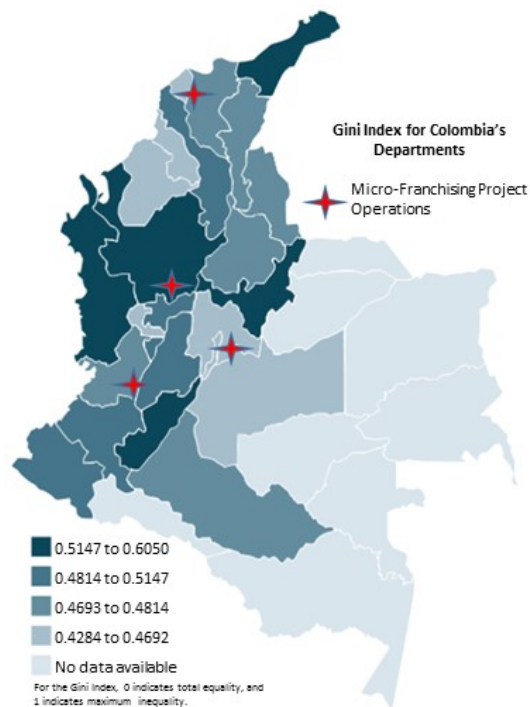 Gini Index for Colombia's
Departments
Micro-Franchising Project
Operations
0.5147 to 0.6050
0.4814 to 0.5147
0.4693 to 0.4814
0.4284 to 0.4692
No data available
For the Gini Index, 0 indicates total equality, and
1 indicates maximum inequality.